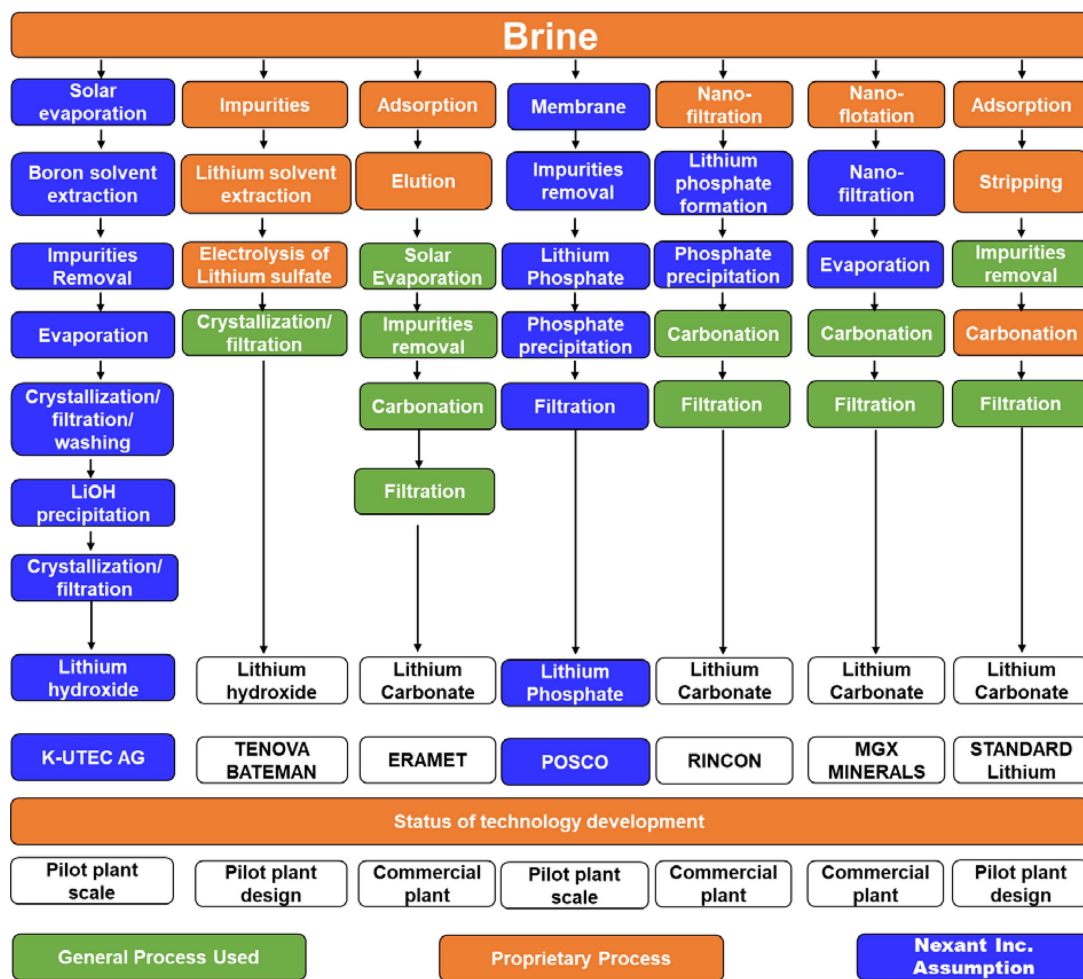 Brine
Solar
evaporation
Impurities
Adsorption
Membrane
Nano-
filtration
Nano-
flotation
Adsorption
Boron solvent
extraction
Lithium solvent
extraction
Elution
Impurities
removal
Lithium
phosphate
formation
Nano-
filtration
Stripping
Impurities
Removal
Electrolysis of
Lithium sulfate
Solar
Evaporation
Lithium
Phosphate
Phosphate
precipitation
Evaporation
Impurities
removal
Evaporation
Crystallization/
filtration
Impurities
removal
Phosphate
precipitation
Carbonation
Carbonation
Carbonation
Crystallization/
filtration/
washing
Carbonation
Filtration
Filtration
Filtration
Filtration
LiOH
precipitation
Filtration
Crystallization/
filtration
Lithium
hydroxide
Lithium
hydroxide
Lithium
Carbonate
Lithium
Phosphate
Lithium
Carbonate
Lithium
Carbonate
Lithium
Carbonate
K-UTEC AG
TENOVA
BATEMAN
ERAMET
POSCO
RINCON
MGX
MINERALS
STANDARD
Lithium
Status of technology development
Pilot plant
scale
Pilot plant
design
Commercial
plant
Pilot plant
scale
Commercial
plant
Commercial
plant
Pilot plant
design
General Process Used
Proprietary Process
Nexant Inc.
Assumption